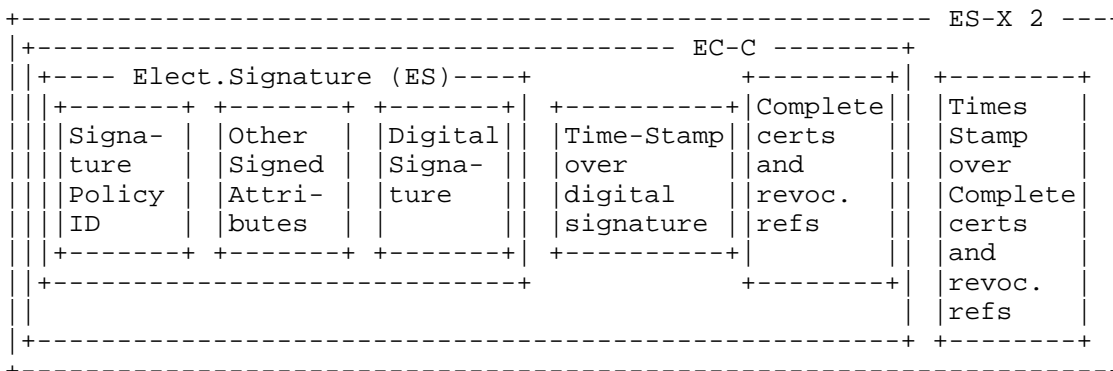 +------------------------------------------------------------- ES-X 2 ----
|+------------------------------------------- EC-C --------+
||+---- Elect.Signature (ES)----+               +--------+| +--------+
|||+-------+ +-------+ +-------+| +----------+|Complete|| |Times   |
||||Signa- | |Other  | |Digital|| |Time-Stamp||certs   || |Stamp   |
||||ture   | |Signed | |Signa- || |over      ||and     || |over    |
||||Policy | |Attri- | |ture   || |digital   ||revoc.  || |Complete|
||||ID     | |butes  | |       || |signature ||refs    || |certs   |
|||+-------+ +-------+ +-------+| +----------+|        || |and     |
||+-----------------------------+              +--------+| |revoc.  |
||                                                       | |refs    |
|+-------------------------------------------------------+ +--------+
+-------------------------------------------------------------------------